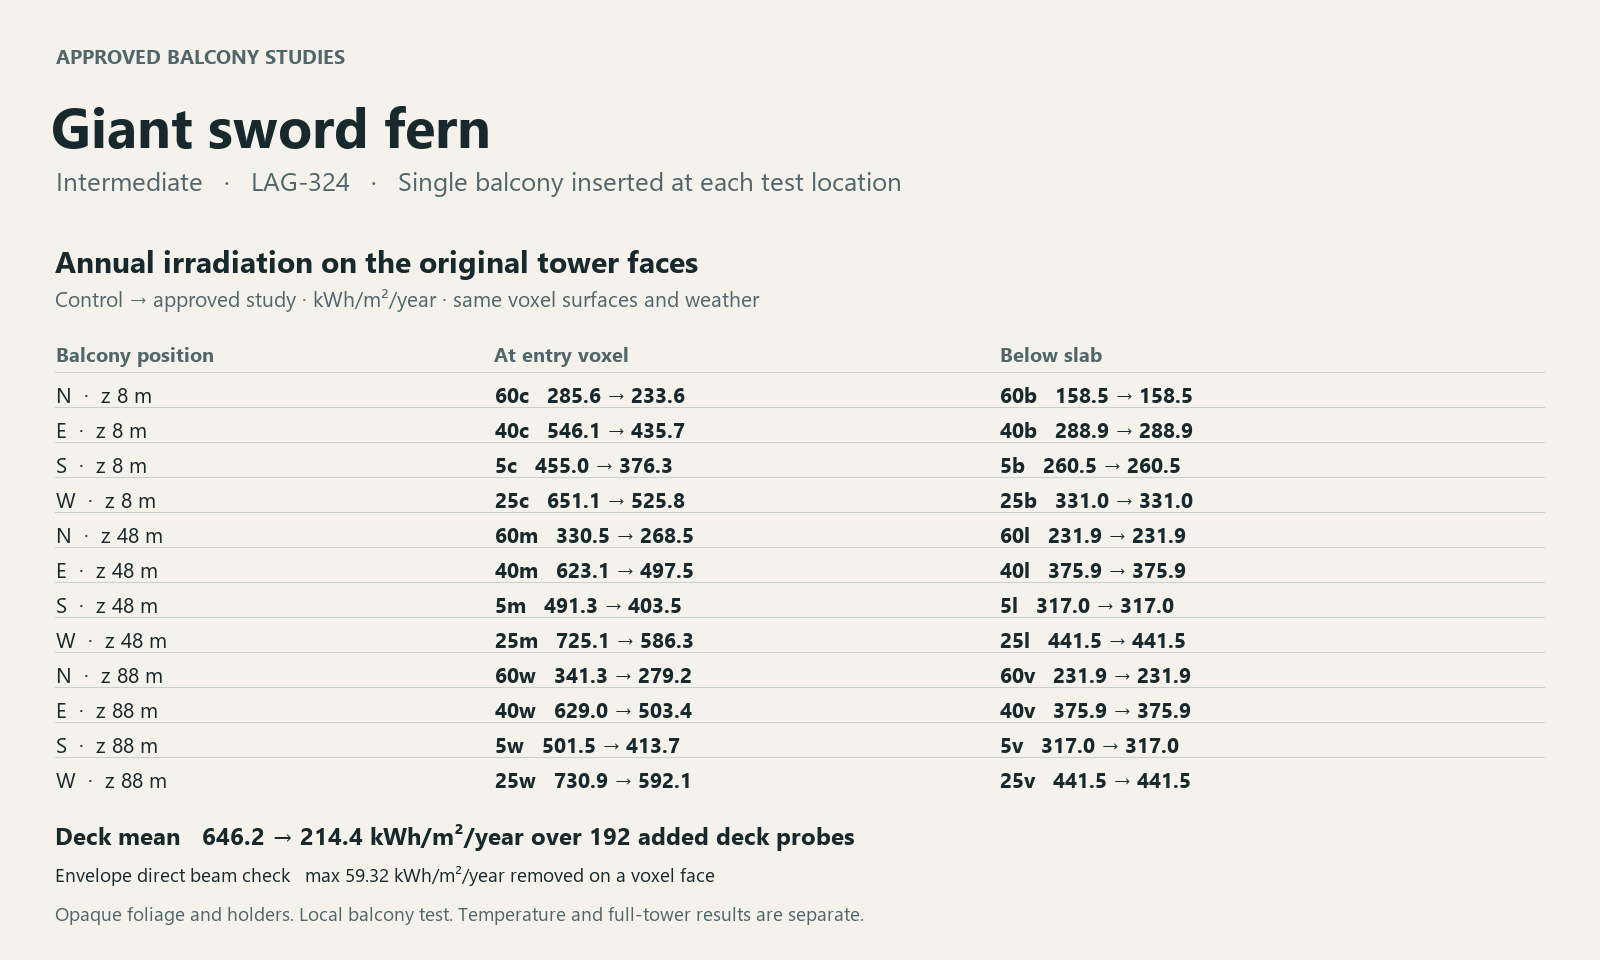 APPROVED BALCONY STUDIES
Giant sword fern
Intermediate · LAG-324 · Single balcony inserted at each test location
Annual irradiation on the original tower faces
Control → approved study · kWh/m²/year · same voxel surfaces and weather
Balcony position At entry voxel Below slab
N · z 8 m 60c 285.6 → 233.6 60b 158.5 → 158.5
E · z 8 m 40c 546.1 → 435.7 40b 288.9 → 288.9
S · z 8 m 5c 455.0 → 376.3 5b 260.5 → 260.5
W · z 8 m 25c 651.1 → 525.8 25b 331.0 → 331.0
N · z 48 m 60m 330.5 → 268.5 60l 231.9 → 231.9
E · z 48 m 40m 623.1 → 497.5 40l 375.9 → 375.9
S · z 48 m 5m 491.3 → 403.5 5l 317.0 → 317.0
W · z 48 m 25m 725.1 → 586.3 25l 441.5 → 441.5
N · z 88 m 60w 341.3 → 279.2 60v 231.9 → 231.9
E · z 88 m 40w 629.0 → 503.4 40v 375.9 → 375.9
S · z 88 m 5w 501.5 → 413.7 5v 317.0 → 317.0
W · z 88 m 25w 730.9 → 592.1 25v 441.5 → 441.5
Deck mean 646.2 → 214.4 kWh/m²/year over 192 added deck probes
Envelope direct beam check max 59.32 kWh/m²/year removed on a voxel face
Opaque foliage and holders. Local balcony test. Temperature and full-tower results are separate.